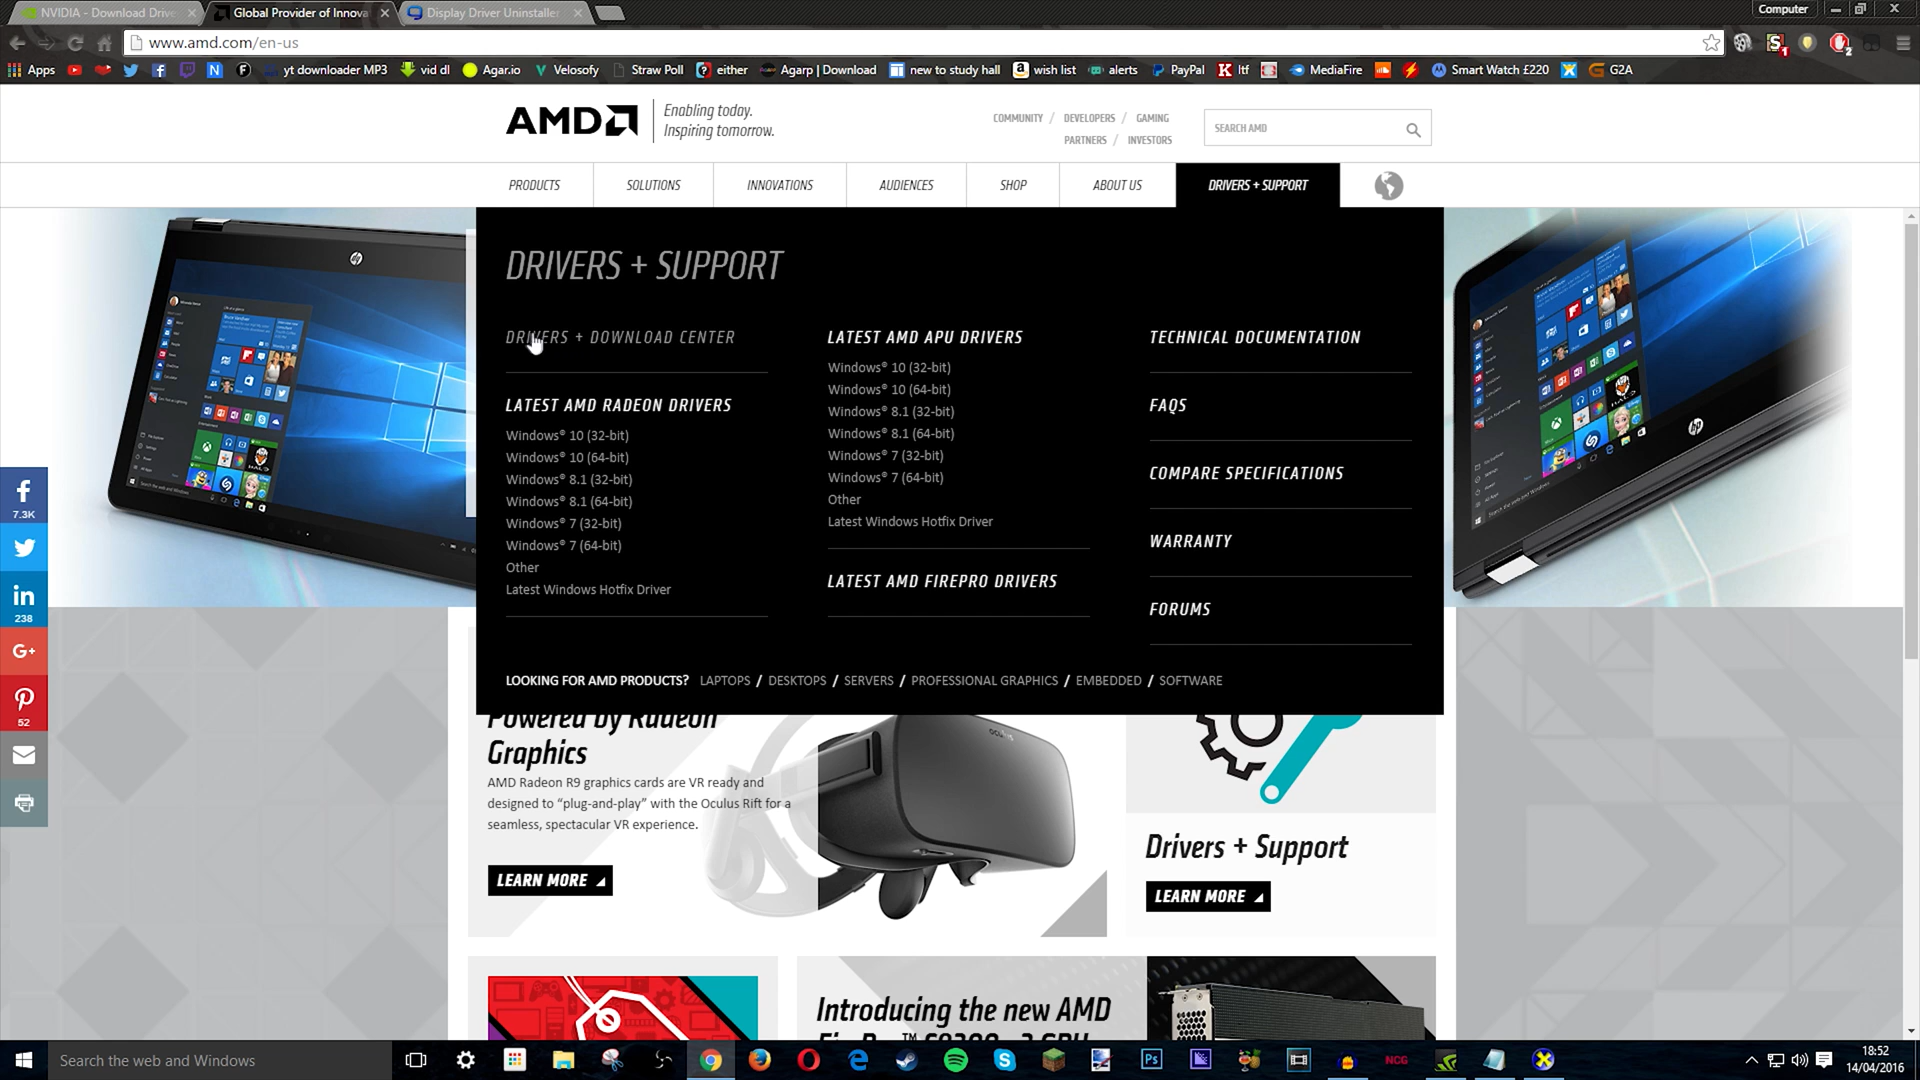 NVIDIA - Download Drive
Global Provider of Innova
Display Driver Uninstaller
Computer
www.amd.com/en-us
Apps
yt downloader MP3
vid dl
Agar.io
Velosofy
Straw Poll
either
Agarp | Download
new to study hall
wish list
alerts
PayPal
ltf
MediaFire
Smart Watch £220
G2A
AMD
Enabling today.
Inspiring tomorrow.
COMMUNITY / DEVELOPERS / GAMING
PARTNERS / INVESTORS
SEARCH AMD
PRODUCTS
SOLUTIONS
INNOVATIONS
AUDIENCES
SHOP
ABOUT US
DRIVERS + SUPPORT
DRIVERS + SUPPORT
DRIVERS + DOWNLOAD CENTER
LATEST AMD RADEON DRIVERS
Windows® 10 (32-bit)
Windows® 10 (64-bit)
Windows® 8.1 (32-bit)
Windows® 8.1 (64-bit)
Windows® 7 (32-bit)
Windows® 7 (64-bit)
Other
Latest Windows Hotfix Driver
LATEST AMD APU DRIVERS
Windows® 10 (32-bit)
Windows® 10 (64-bit)
Windows® 8.1 (32-bit)
Windows® 8.1 (64-bit)
Windows® 7 (32-bit)
Windows® 7 (64-bit)
Other
Latest Windows Hotfix Driver
LATEST AMD FIREPRO DRIVERS
TECHNICAL DOCUMENTATION
FAQS
COMPARE SPECIFICATIONS
WARRANTY
FORUMS
LOOKING FOR AMD PRODUCTS? LAPTOPS / DESKTOPS / SERVERS / PROFESSIONAL GRAPHICS / EMBEDDED / SOFTWARE
7.3K
238
G+
52
Powered by Radeon
Graphics
AMD Radeon R9 graphics cards are VR ready and
designed to “plug-and-play” with the Oculus Rift for a
seamless, spectacular VR experience.
LEARN MORE
oculus
Drivers + Support
LEARN MORE
Introducing the new AMD
Search the web and Windows
Ps
NCG
18:52
14/04/2016